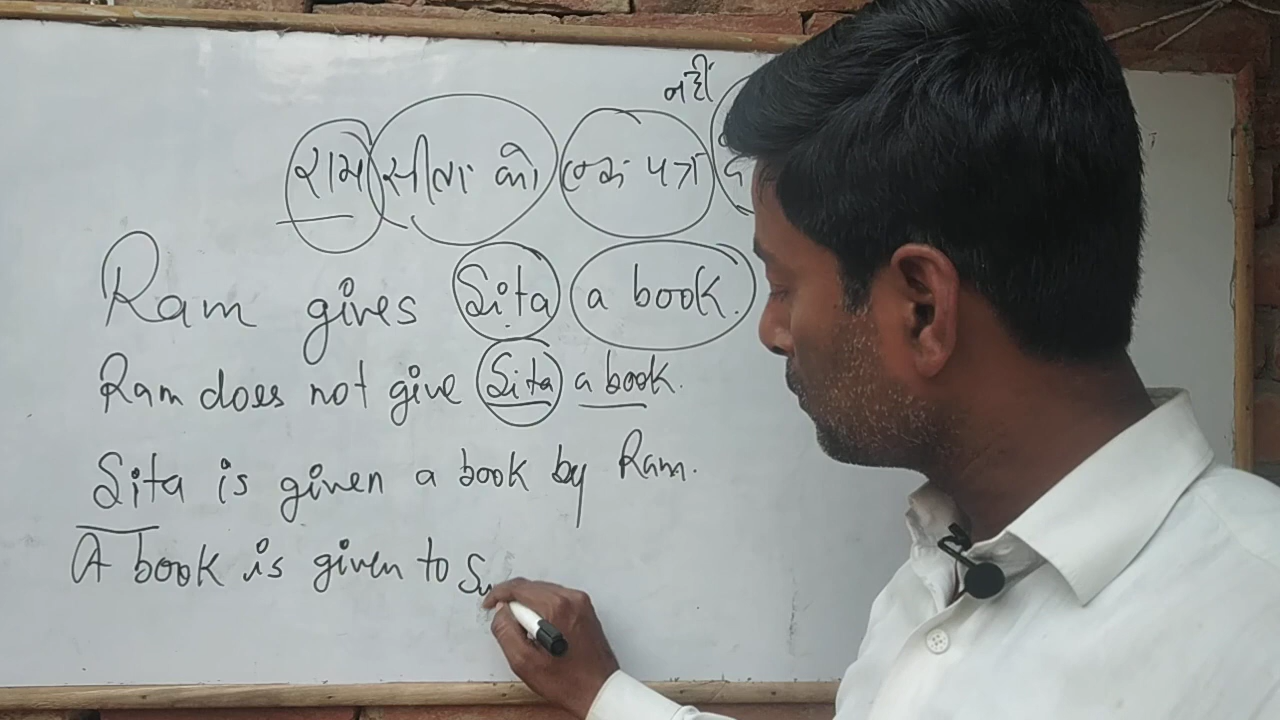 नहीं
राम सीता को एक पत्र
Ram gives Sita a book.
Ram does not give Sita a book.
Sita is given a book by Ram.
A book is given to